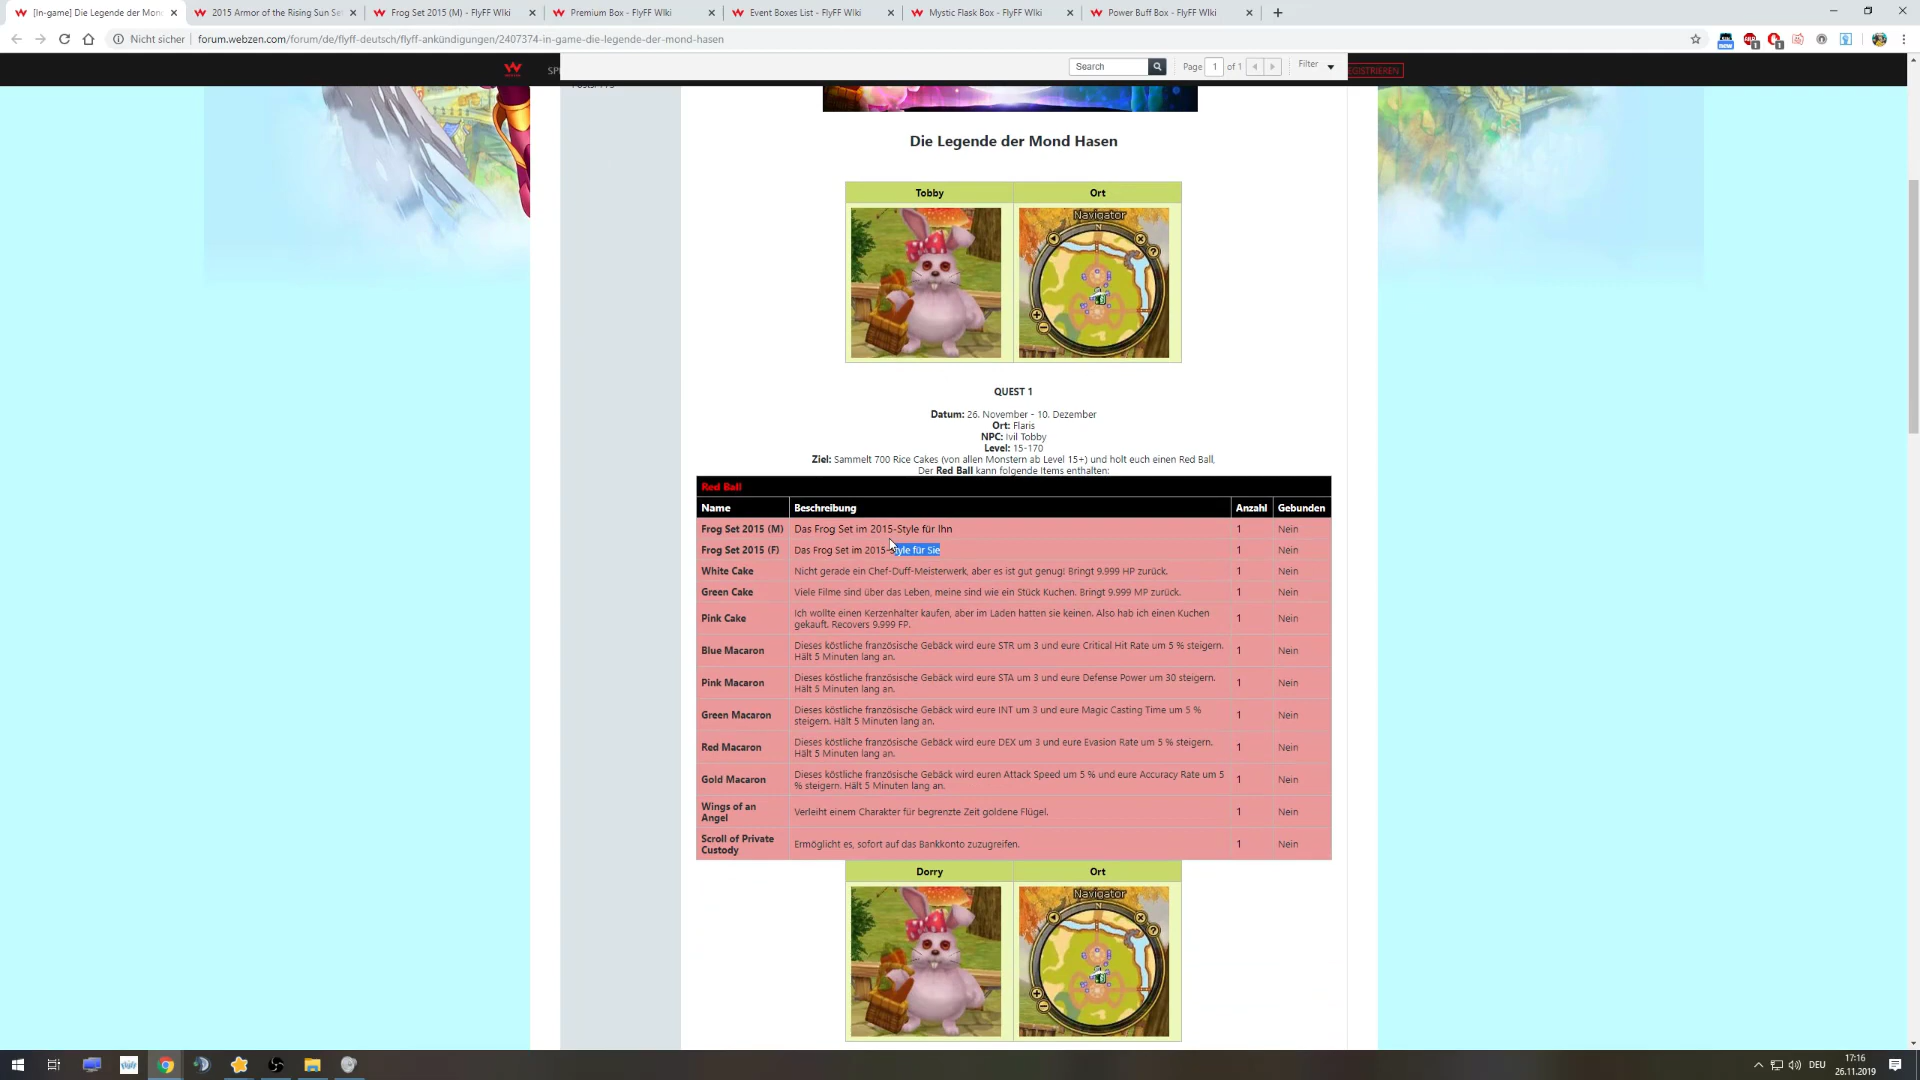 [In-game] Die Legende der Mon
2015 Armor of the Rising Sun Se
Frog Set 2015 (M) - FlyFF Wiki
Premium Box - FlyFF Wiki
Event Boxes List - FlyFF Wiki
Mystic Flask Box - FlyFF Wiki
Power Buff Box - FlyFF Wiki
Nicht sicher
forum.webzen.com/forum/de/flyff-deutsch/flyff-ankündigungen/2407374-in-game-die-legende-der-mond-hasen
Search
Page 1 of 1
Filter
Die Legende der Mond Hasen
Tobby Ort
Navigator
N
QUEST 1
Datum: 26. November - 10. Dezember
Ort: Flaris
NPC: Ivil Tobby
Level: 15-170
Ziel: Sammelt 700 Rice Cakes (von allen Monstern ab Level 15+) und holt euch einen Red Ball,
Der Red Ball kann folgende Items enthalten:
Red Ball
Name Beschreibung Anzahl Gebunden
Frog Set 2015 (M) Das Frog Set im 2015-Style für Ihn 1 Nein
Frog Set 2015 (F) Das Frog Set im 2015-Style für Sie 1 Nein
White Cake Nicht gerade ein Chef-Duff-Meisterwerk, aber es ist gut genug! Bringt 9.999 HP zurück. 1 Nein
Green Cake Viele Filme sind über das Leben, meine sind wie ein Stück Kuchen. Bringt 9.999 MP zurück. 1 Nein
Pink Cake Ich wollte einen Kerzenhalter kaufen, aber im Laden hatten sie keinen. Also hab ich einen Kuchen 1 Nein
gekauft. Recovers 9.999 FP.
Blue Macaron Dieses köstliche französische Gebäck wird eure STR um 3 und eure Critical Hit Rate um 5 % steigern. 1 Nein
Hält 5 Minuten lang an.
Pink Macaron Dieses köstliche französische Gebäck wird eure STA um 3 und eure Defense Power um 30 steigern. 1 Nein
Hält 5 Minuten lang an.
Green Macaron Dieses köstliche französische Gebäck wird eure INT um 3 und eure Magic Casting Time um 5 % 1 Nein
steigern. Hält 5 Minuten lang an.
Red Macaron Dieses köstliche französische Gebäck wird eure DEX um 3 und eure Evasion Rate um 5 % steigern. 1 Nein
Hält 5 Minuten lang an.
Gold Macaron Dieses köstliche französische Gebäck wird euren Attack Speed um 5 % und eure Accuracy Rate um 5 1 Nein
% steigern. Hält 5 Minuten lang an.
Wings of an
Angel Verleiht einem Charakter für begrenzte Zeit goldene Flügel. 1 Nein
Scroll of Private
Custody Ermöglicht es, sofort auf das Bankkonto zuzugreifen. 1 Nein
Dorry Ort
Navigator
N
DEU
17:16
26.11.2019